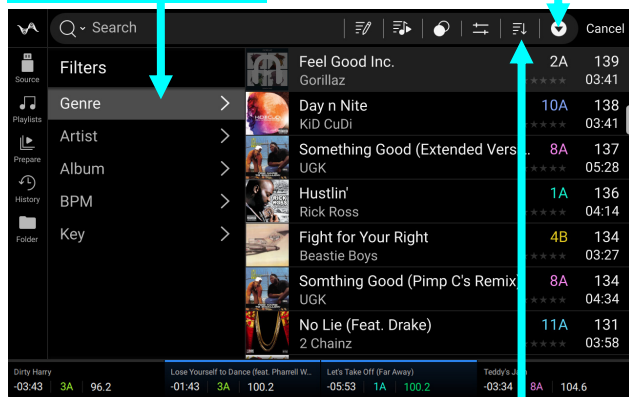 Search
Cancel
Source
Playlists
Prepare
History
Folder
Filters
Genre
Artist
Album
BPM
Key
Feel Good Inc. 2A 139
Gorillaz 03:41
Day n Nite 10A 138
KiD CuDi 03:41
Something Good (Extended Vers... 8A 137
UGK 05:28
Hustlin' 1A 136
Rick Ross 04:14
Fight for Your Right 4B 134
Beastie Boys 03:27
Somthing Good (Pimp C's Remix) 8A 134
UGK 04:34
No Lie (Feat. Drake) 11A 131
2 Chainz 03:58
Dirty Harry
-03:43 3A 96.2
Lose Yourself to Dance (feat. Pharrell W...
-01:43 3A 100.2
Let's Take Off (Far Away)
-05:53 1A 100.2
Teddy's
-03:34 8A 104.6